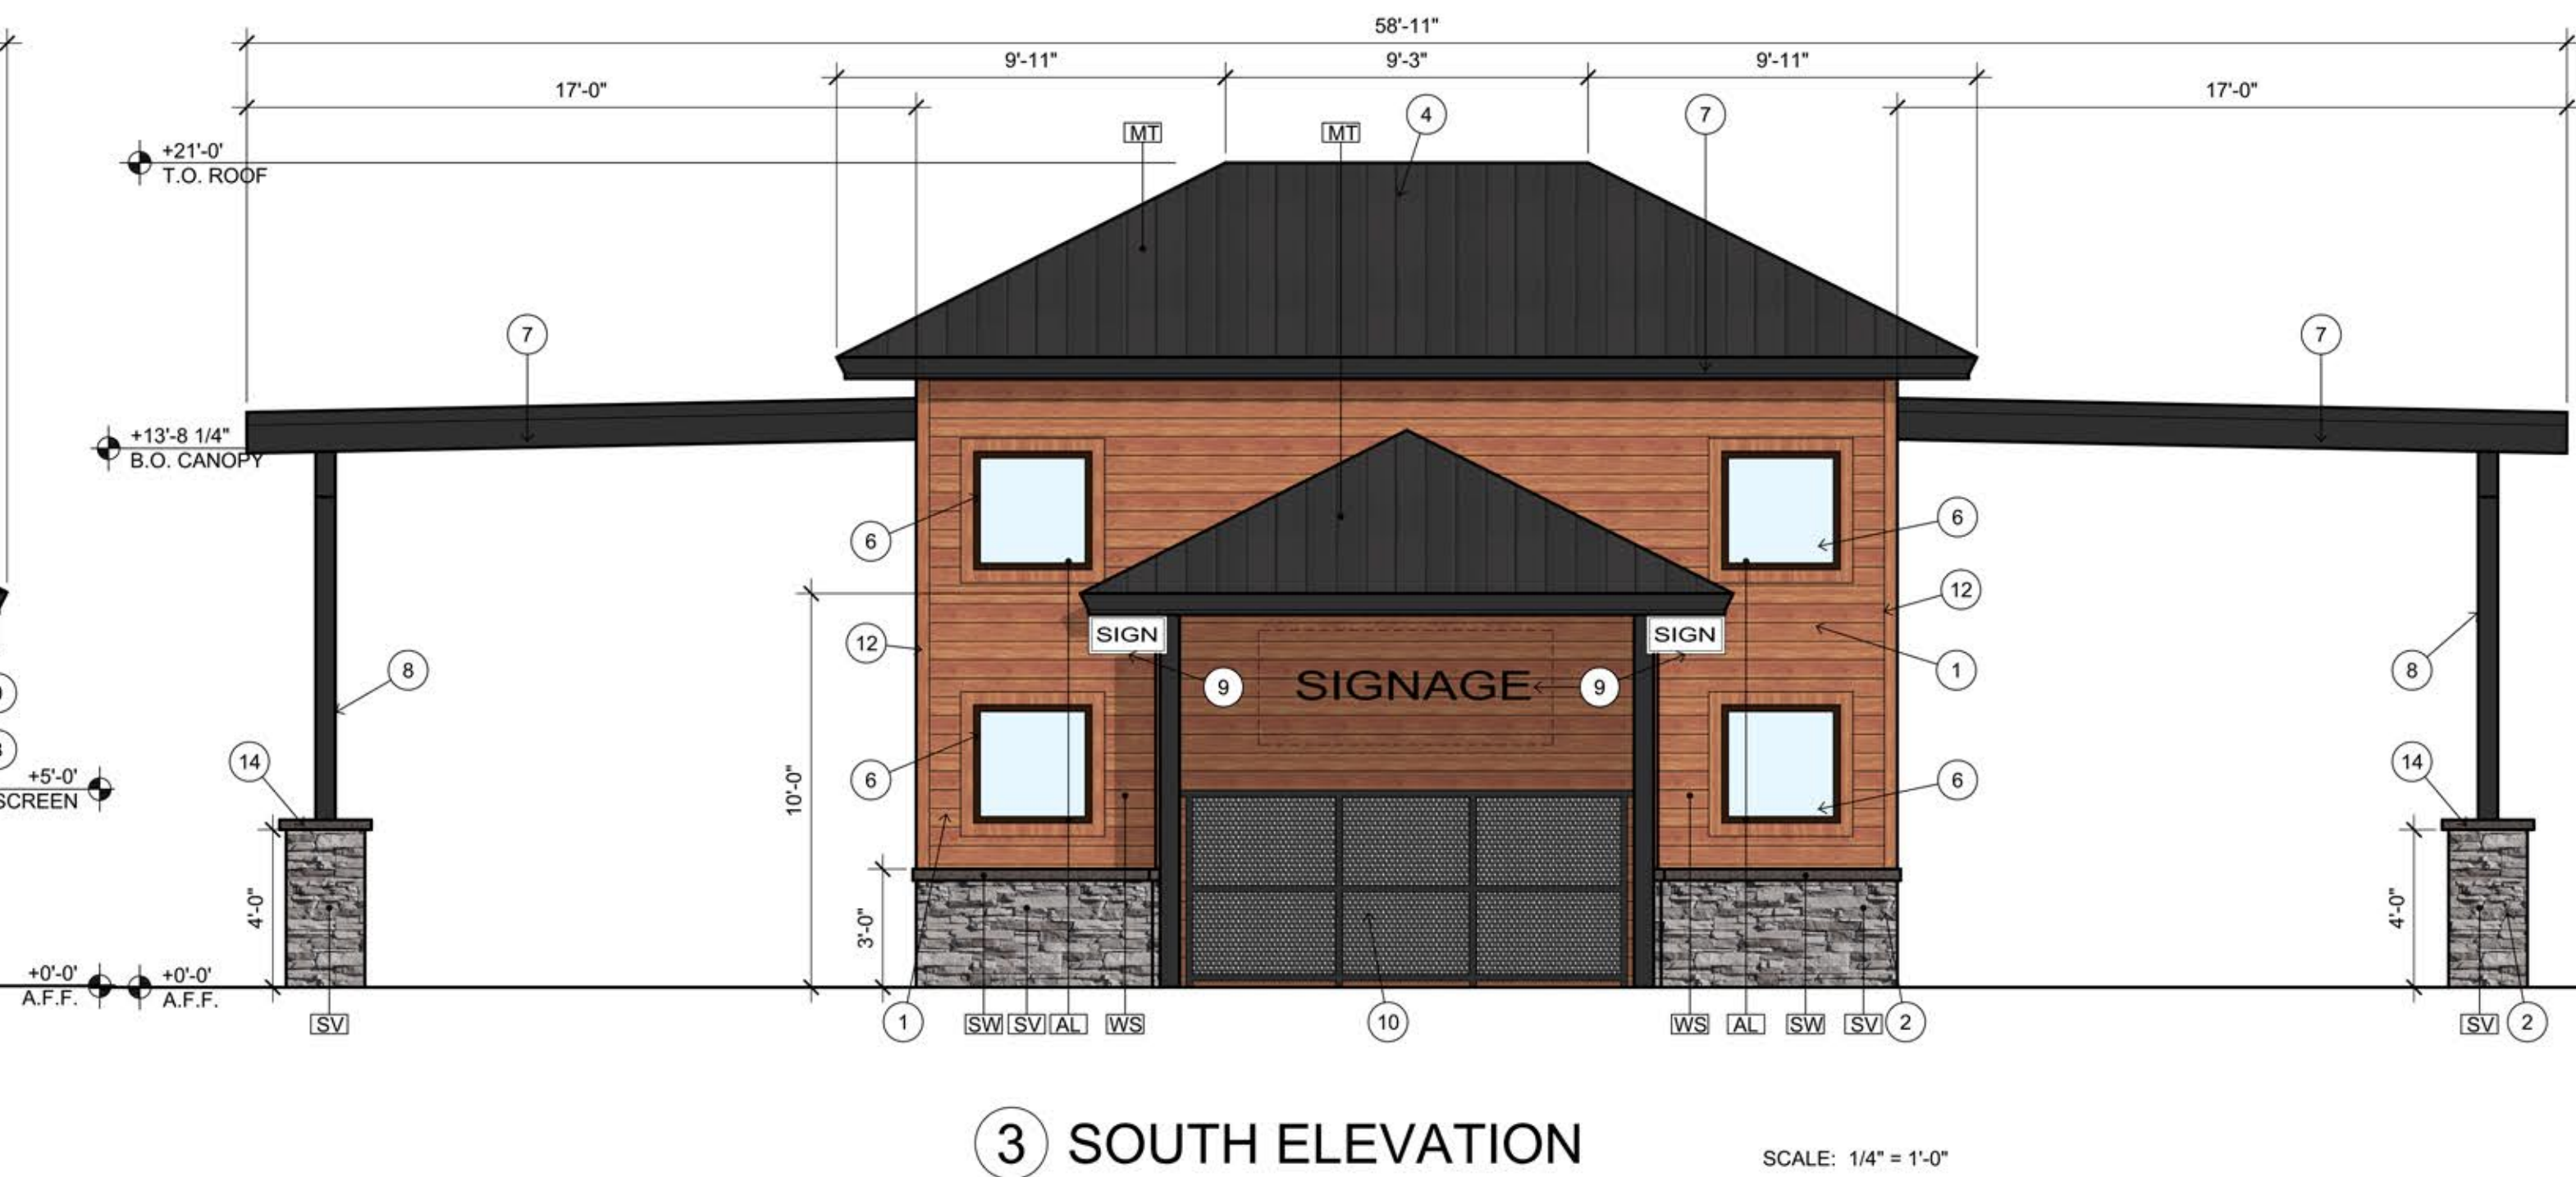 58'-11"
9'-11"
9'-3"
9'-11"
17'-0"
17'-0"
MT
MT
4
7
+21'-0'
T.O. ROOF
7
7
+13'-8 1/4"
B.O. CANOPY
6
6
12
12
SIGN
SIGN
8
9
SIGNAGE
9
1
8
14
6
6
14
+5'-0'
SCREEN
10'-0"
4'-0"
3'-0"
4'-0"
+0'-0'
A.F.F.
+0'-0'
A.F.F.
SV
1
SW
SV
AL
WS
10
WS
AL
SW
SV
2
SV
2
3 SOUTH ELEVATION
SCALE: 1/4" = 1'-0"